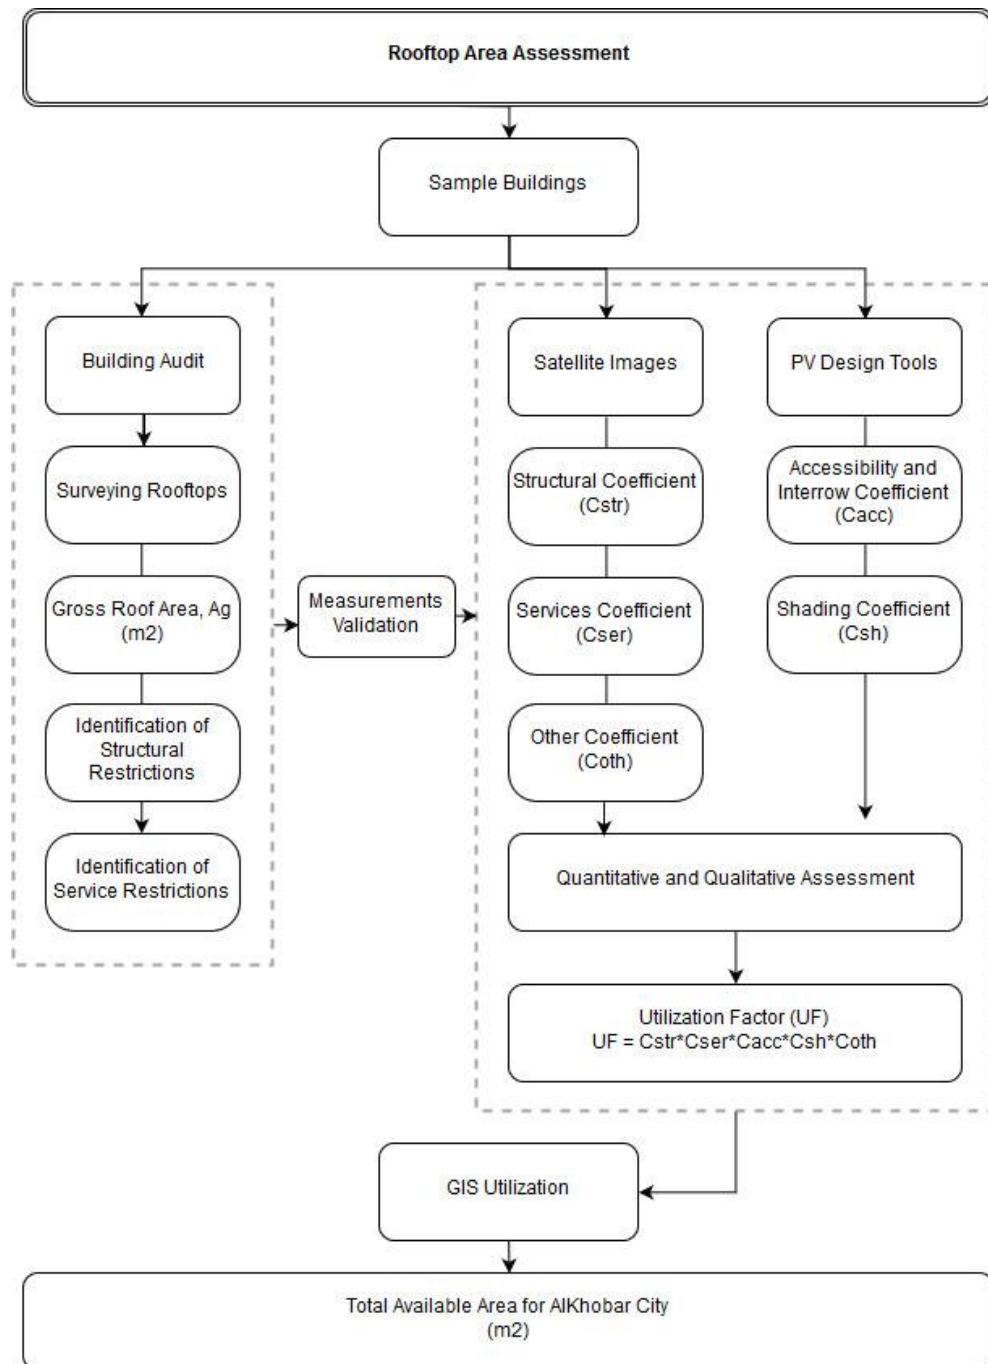 Rooftop Area Assessment
Sample Buildings
Building Audit
Surveying Rooftops
Gross Roof Area, Ag
(m2)
Identification of
Structural
Restrictions
Identification of
Service Restrictions
Measurements
Validation
Satellite Images
Structural Coefficient
(Cstr)
Services Coefficient
(Cser)
Other Coefficient
(Coth)
PV Design Tools
Accessibility and
Interrow Coefficient
(Cacc)
Shading Coefficient
(Csh)
Quantitative and Qualitative Assessment
Utilization Factor (UF)
UF = Cstr*Cser*Cacc*Csh*Coth
GIS Utilization
Total Available Area for AlKhobar City
(m2)